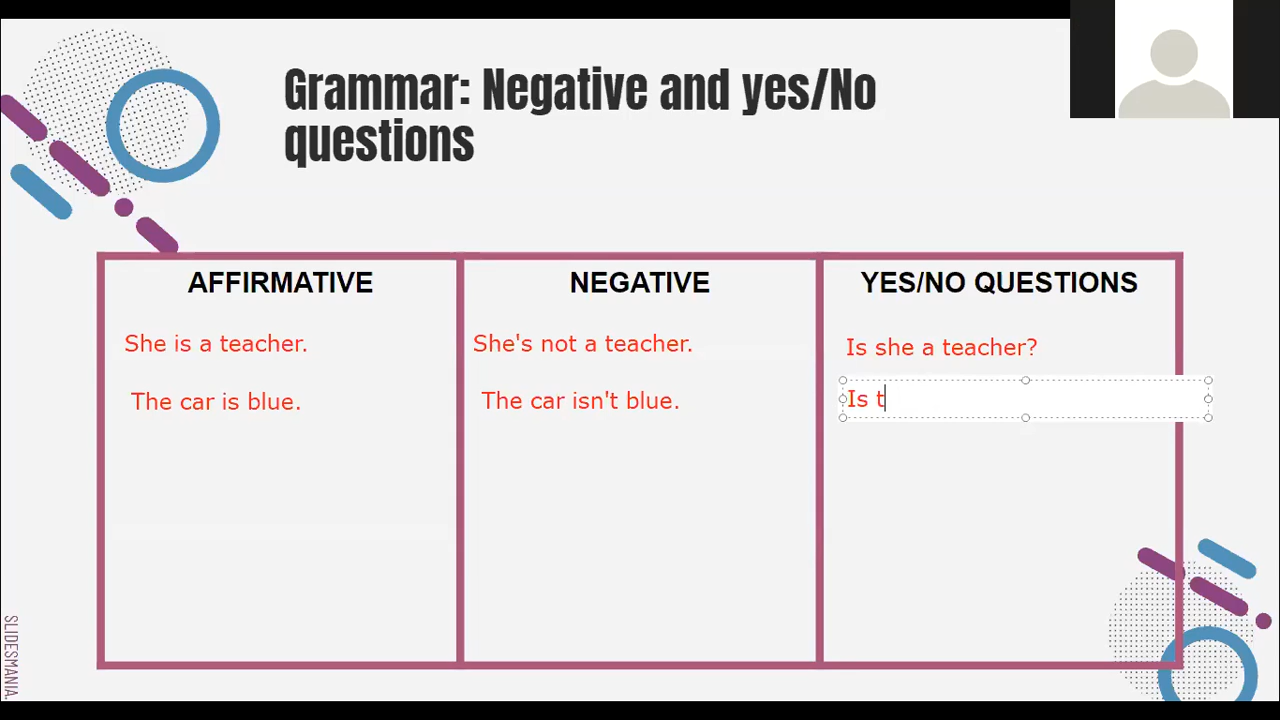 Grammar: Negative and yes/No
questions
AFFIRMATIVE
NEGATIVE
YES/NO QUESTIONS
She is a teacher.
She's not a teacher.
Is she a teacher?
The car is blue.
The car isn't blue.
Is t
SLIDESMANIA.